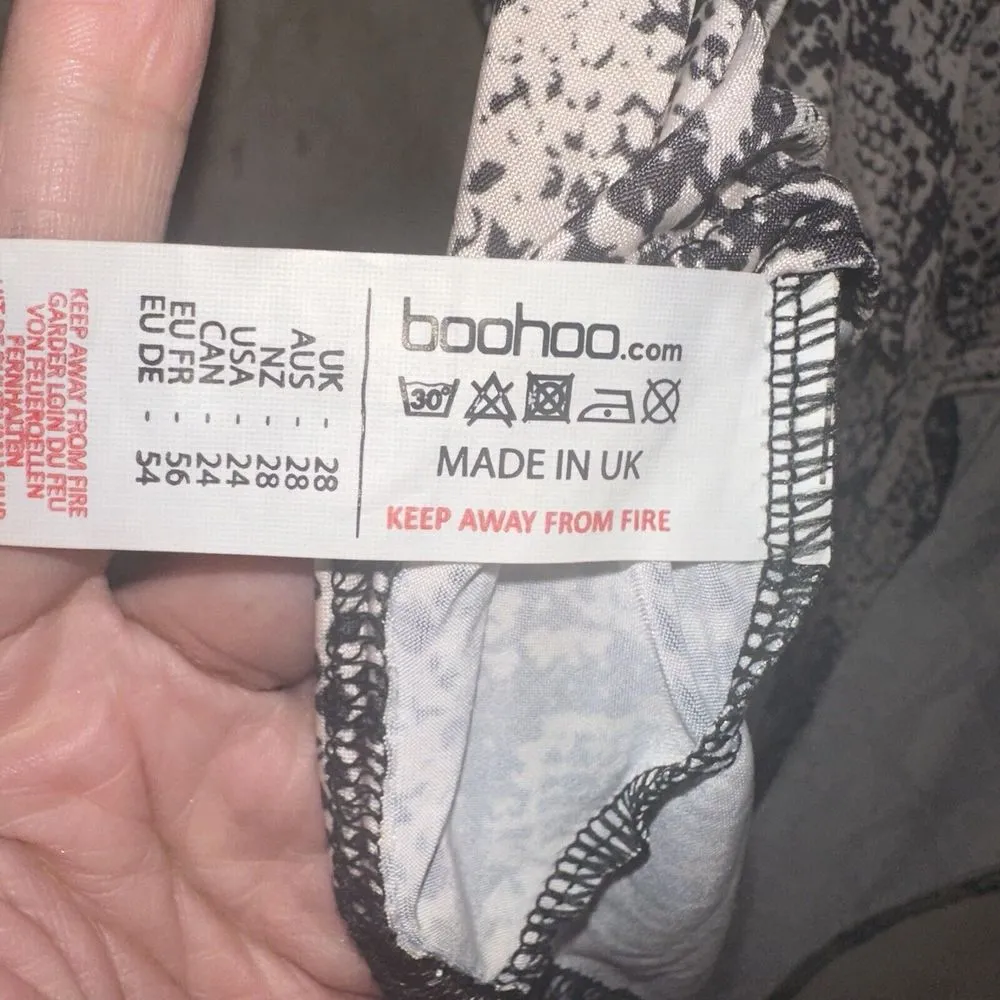 boohoo.com
30°
MADE IN UK
KEEP AWAY FROM FIRE
UK - 28
AUS - 28
NZ - 28
USA - 24
CAN - 24
EU FR - 56
EU DE - 54
KEEP AWAY FROM FIRE
GARDER LOIN DU FEU
VON FEUERQELLEN
FERNHALTEN